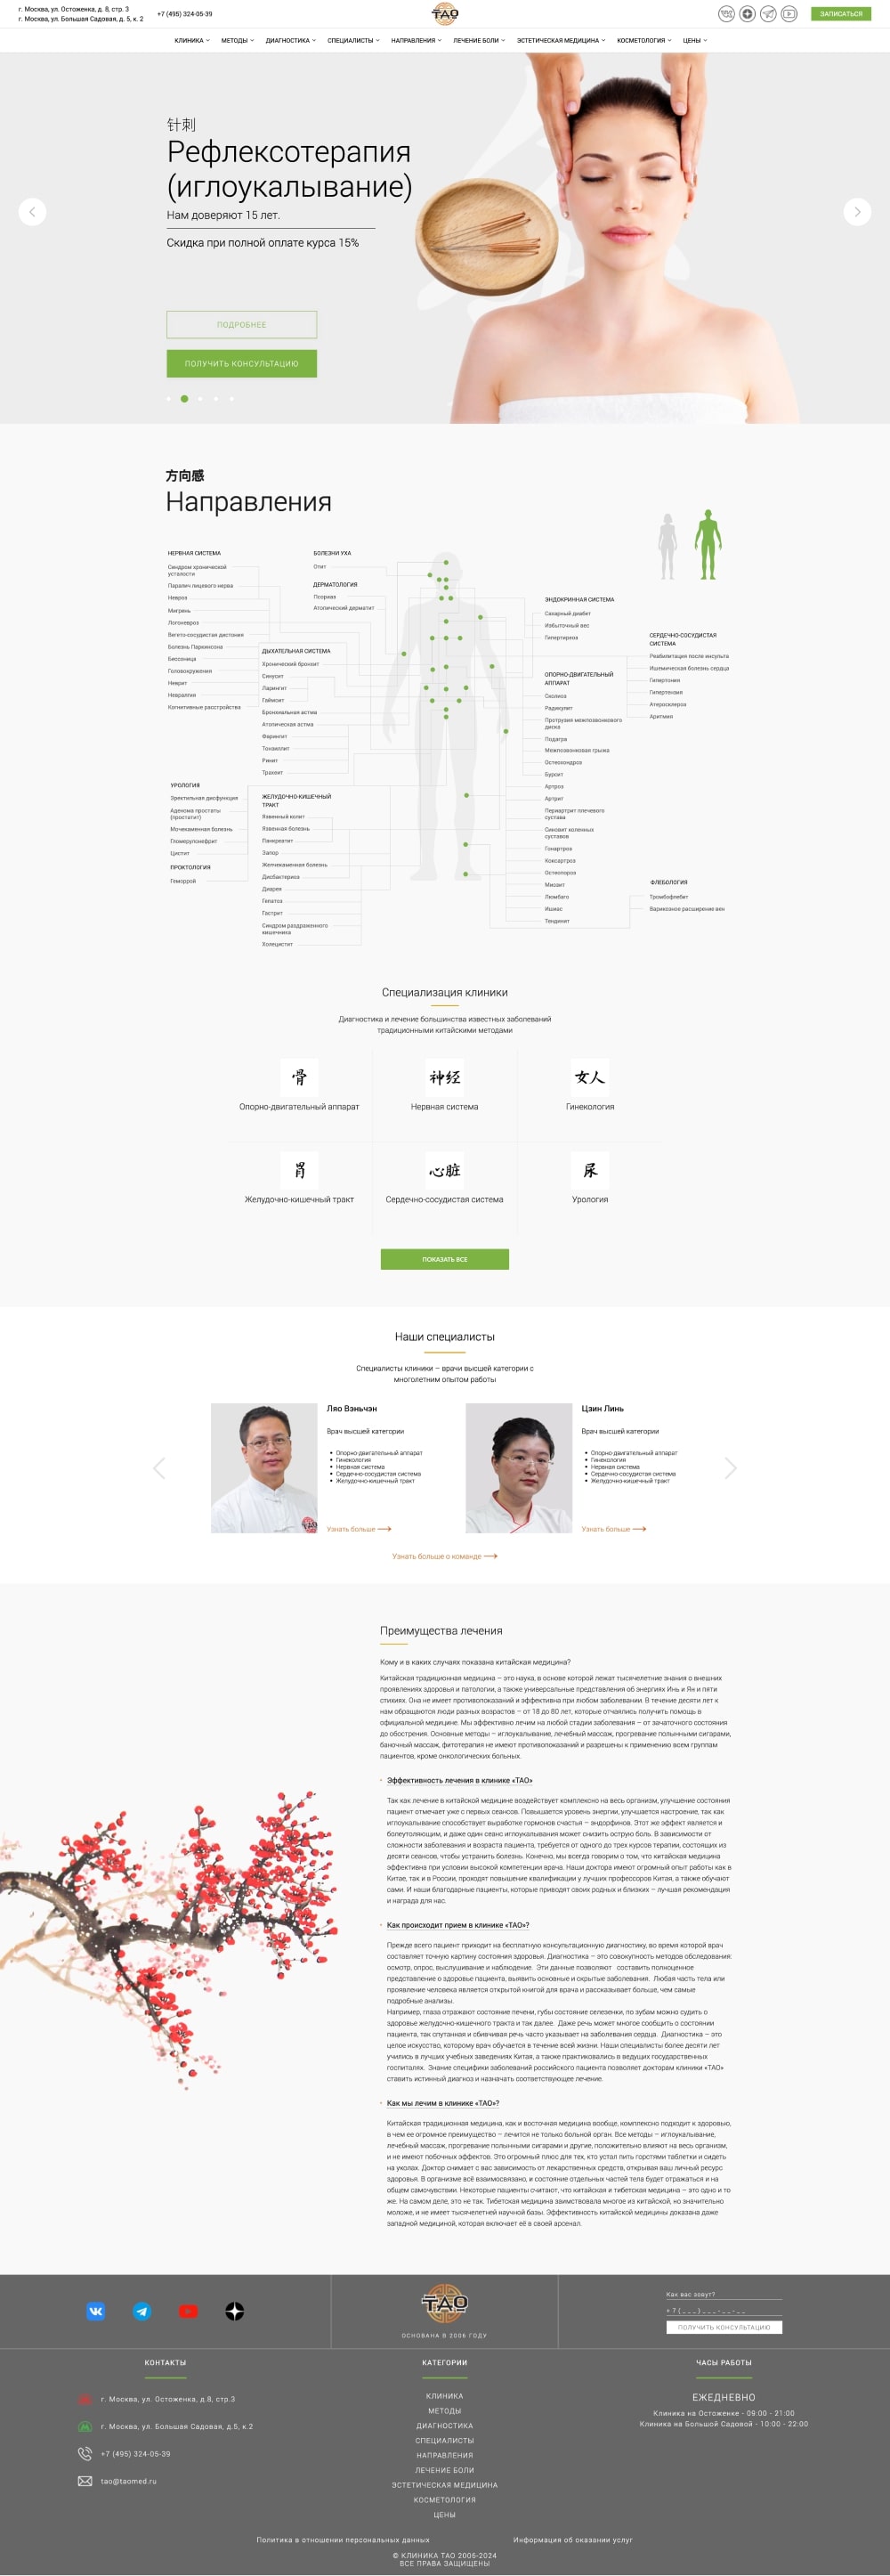 г. Москва, ул. Остоженка, д. 8, стр. 3
г. Москва, ул. Большая Садовая, д. 5, к. 2
+7 (495) 324-05-39
ТАО
ЗАПИСАТЬСЯ
КЛИНИКА
МЕТОДЫ
ДИАГНОСТИКА
СПЕЦИАЛИСТЫ
НАПРАВЛЕНИЯ
ЛЕЧЕНИЕ БОЛИ
ЭСТЕТИЧЕСКАЯ МЕДИЦИНА
КОСМЕТОЛОГИЯ
ЦЕНЫ
针刺
Рефлексотерапия
(иглоукалывание)
Нам доверяют 15 лет.
Скидка при полной оплате курса 15%
ПОДРОБНЕЕ
ПОЛУЧИТЬ КОНСУЛЬТАЦИЮ
方向感
Направления
НЕРВНАЯ СИСТЕМА
Синдром хронической
усталости
Паралич лицевого нерва
Невроз
Мигрень
Логоневроз
Вегето-сосудистая дистония
Болезнь Паркинсона
Бессоница
Головокружения
Неврит
Невралгия
Когнитивные расстройства
УРОЛОГИЯ
Эректильная дисфункция
Аденома простаты
(простатит)
Мочекаменная болезнь
Гломерулонефрит
Цистит
ПРОКТОЛОГИЯ
Геморрой
БОЛЕЗНИ УХА
Отит
ДЕРМАТОЛОГИЯ
Псориаз
Атопический дерматит
ДЫХАТЕЛЬНАЯ СИСТЕМА
Хронический бронхит
Синусит
Ларингит
Гайморит
Бронхиальная астма
Атопическая астма
Фарингит
Тонзиллит
Ринит
Трахеит
ЖЕЛУДОЧНО-КИШЕЧНЫЙ
ТРАКТ
Язвенный колит
Язвенная болезнь
Панкреатит
Запор
Желчекаменная болезнь
Дисбактериоз
Диарея
Гепатоз
Гастрит
Синдром раздраженного
кишечника
Холецистит
ЭНДОКРИННАЯ СИСТЕМА
Сахарный диабет
Избыточный вес
Гипертериоз
ОПОРНО-ДВИГАТЕЛЬНЫЙ
АППАРАТ
Сколиоз
Радикулит
Протрузия межпозвонкового
диска
Подагра
Межпозвонковая грыжа
Остеохондроз
Бурсит
Артроз
Артрит
Периартрит плечевого
сустава
Синовит коленных
суставов
Гонартроз
Коксартроз
Остеопороз
Миозит
Люмбаго
Ишиас
Тендинит
СЕРДЕЧНО-СОСУДИСТАЯ
СИСТЕМА
Реабилитация после инсульта
Ишемическая болезнь сердца
Гипертония
Гипертензия
Атеросклероз
Аритмия
ФЛЕБОЛОГИЯ
Тромбофлебит
Варикозное расширение вен
Специализация клиники
Диагностика и лечение большинства известных заболеваний
традиционными китайскими методами
骨
神经
女人
Опорно-двигательный аппарат
Нервная система
Гинекология
胃
心脏
尿
Желудочно-кишечный тракт
Сердечно-сосудистая система
Урология
ПОКАЗАТЬ ВСЕ
Наши специалисты
Специалисты клиники – врачи высшей категории с
многолетним опытом работы
Ляо Вэньчэн
Врач высшей категории
Опорно-двигательный аппарат
Гинекология
Нервная система
Сердечно-сосудистая система
Желудочно-кишечный тракт
Узнать больше
Цзин Линь
Врач высшей категории
Опорно-двигательный аппарат
Гинекология
Нервная система
Сердечно-сосудистая система
Желудочно-кишечный тракт
Узнать больше
Узнать больше о команде
Преимущества лечения
Кому и в каких случаях показана китайская медицина?
Китайская традиционная медицина – это наука, в основе которой лежат тысячелетние знания о внешних
проявлениях здоровья и патологии, а также универсальные представления об энергиях Инь и Ян и пяти
стихиях. Она не имеет противопоказаний и эффективна при любом заболевании. В течение десяти лет к
нам обращаются люди разных возрастов – от 18 до 80 лет, которые отчаялись получить помощь в
официальной медицине. Мы эффективно лечим на любой стадии заболевания – от зачаточного состояния
до обострения. Основные методы – иглоукалывание, лечебный массаж, прогревание полынными сигарами,
баночный массаж, фитотерапия не имеют противопоказаний и разрешены к применению всем группам
пациентов, кроме онкологических больных.
Эффективность лечения в клинике «ТАО»
Так как лечение в китайской медицине воздействует комплексно на весь организм, улучшение состояния
пациент отмечает уже с первых сеансов. Повышается уровень энергии, улучшается настроение, так как
иглоукалывание способствует выработке гормонов счастья – эндорфинов. Этот же эффект является и
болеутоляющим, и даже один сеанс иглоукалывания может снизить острую боль. В зависимости от
сложности заболевания и возраста пациента, требуется от одного до трех курсов терапии, состоящих из
десяти сеансов, чтобы устранить болезнь. Конечно, мы всегда говорим о том, что китайская медицина
эффективна при условии высокой компетенции врача. Наши доктора имеют огромный опыт работы как в
Китае, так и в России, проходят повышение квалификации у лучших профессоров Китая, а также обучают
сами. И наши благодарные пациенты, которые приводят своих родных и близких – лучшая рекомендация
и награда для нас.
Как происходит прием в клинике «ТАО»?
Прежде всего пациент приходит на бесплатную консультационную диагностику, во время которой врач
составляет точную картину состояния здоровья. Диагностика – это совокупность методов обследования:
осмотр, опрос, выслушивание и наблюдение. Эти данные позволяют составить полноценное
представление о здоровье пациента, выявить основные и скрытые заболевания. Любая часть тела или
проявление человека является открытой книгой для врача и рассказывает больше, чем самые
подробные анализы.
Например, глаза отражают состояние печени, губы состояние селезенки, по зубам можно судить о
здоровье желудочно-кишечного тракта и так далее. Даже речь может многое сообщить о состоянии
пациента, так спутанная и сбивчивая речь часто указывает на заболевания сердца. Диагностика – это
целое искусство, которому врач обучается в течение всей жизни. Наши специалисты более десяти лет
учились в лучших учебных заведениях Китая, а также практиковались в ведущих государственных
госпиталях. Знание специфики заболеваний российского пациента позволяет докторам клиники «ТАО»
ставить истинный диагноз и назначать соответствующее лечение.
Как мы лечим в клинике «ТАО»?
Китайская традиционная медицина, как и восточная медицина вообще, комплексно подходит к здоровью,
в чем ее огромное преимущество – лечится не только больной орган. Все методы – иглоукалывание,
лечебный массаж, прогревание полынными сигарами и другие, положительно влияют на весь организм,
и не имеют побочных эффектов. Это огромный плюс для тех, кто устал пить горстями таблетки и сидеть
на уколах. Доктор снимает с вас зависимость от лекарственных средств, открывая ваш личный ресурс
здоровья. В организме всё взаимосвязано, и состояние отдельных частей тела будет отражаться и на
общем самочувствии. Некоторые пациенты считают, что китайская и тибетская медицина – это одно и то
же. На самом деле, это не так. Тибетская медицина заимствовала многое из китайской, но значительно
моложе, и не имеет тысячелетней научной базы. Эффективность китайской медицины доказана даже
западной медициной, которая включает её в своей арсенал.
ТАО
ОСНОВАНА В 2006 ГОДУ
Как вас зовут?
+7(___)___-__-__
ПОЛУЧИТЬ КОНСУЛЬТАЦИЮ
КОНТАКТЫ
г. Москва, ул. Остоженка, д.8, стр.3
г. Москва, ул. Большая Садовая, д.5, к.2
+7 (495) 324-05-39
tao@taomed.ru
КАТЕГОРИИ
КЛИНИКА
МЕТОДЫ
ДИАГНОСТИКА
СПЕЦИАЛИСТЫ
НАПРАВЛЕНИЯ
ЛЕЧЕНИЕ БОЛИ
ЭСТЕТИЧЕСКАЯ МЕДИЦИНА
КОСМЕТОЛОГИЯ
ЦЕНЫ
ЧАСЫ РАБОТЫ
ЕЖЕДНЕВНО
Клиника на Остоженке - 09:00 - 21:00
Клиника на Большой Садовой - 10:00 - 22:00
Политика в отношении персональных данных
Информация об оказании услуг
© КЛИНИКА ТАО 2006-2024
ВСЕ ПРАВА ЗАЩИЩЕНЫ